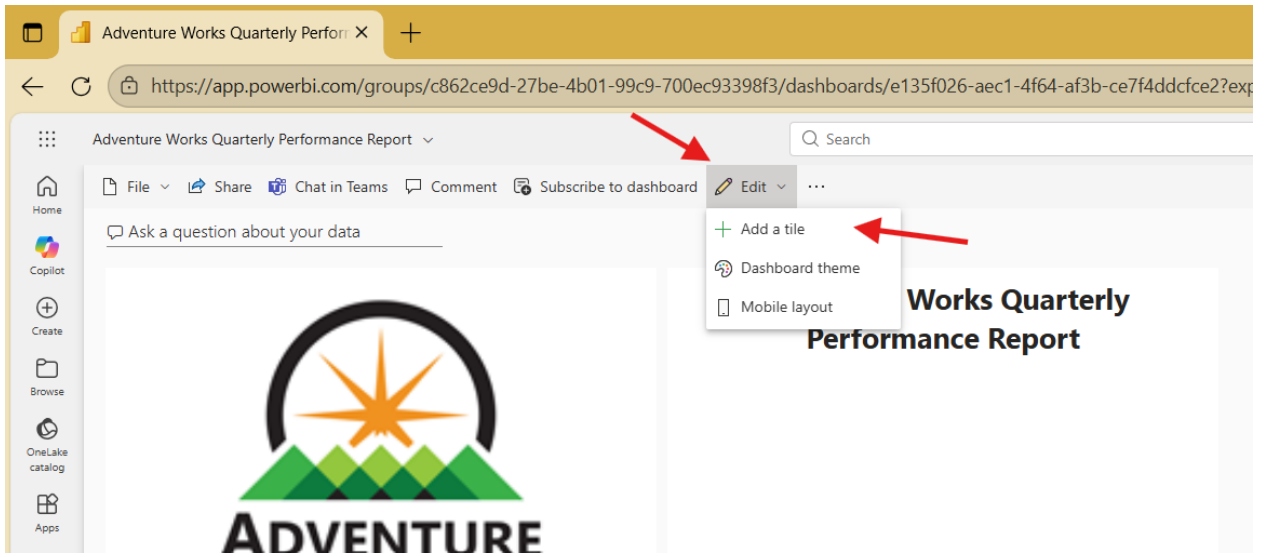 Adventure Works Quarterly Perforr
https://app.powerbi.com/groups/c862ce9d-27be-4b01-99c9-700ec93398f3/dashboards/e135f026-aec1-4f64-af3b-ce7f4ddcfce2?exp
Adventure Works Quarterly Performance Report
Search
File Share Chat in Teams Comment Subscribe to dashboard Edit ...
Home
Copilot
Create
Browse
OneLake
catalog
Apps
Ask a question about your data
Add a tile
Dashboard theme
Mobile layout
ADVENTURE
Works Quarterly
Performance Report